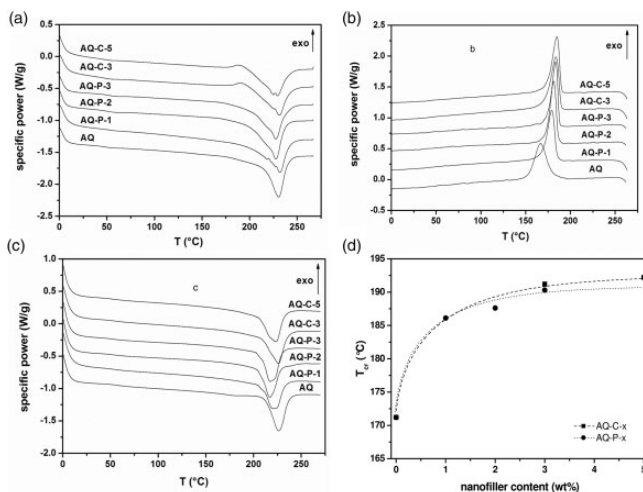 (a)
exo
AQ-C-5
AQ-C-3
AQ-P-3
AQ-P-2
AQ-P-1
AQ
0.5
0.0
-0.5
-1.0
-1.5
-2.0
-2.5
specific power (W/g)
0 50 100 150 200 250
T (°C)
(b)
b
exo
AQ-C-5
AQ-C-3
AQ-P-3
AQ-P-2
AQ-P-1
AQ
2.5
2.0
1.5
1.0
0.5
0.0
specific power (W/g)
0 50 100 150 200 250
T (°C)
(c)
c
exo
AQ-C-5
AQ-C-3
AQ-P-3
AQ-P-2
AQ-P-1
AQ
1.0
0.5
0.0
-0.5
-1.0
-1.5
-2.0
specific power (W/g)
0 50 100 150 200 250
T (°C)
(d)
200
195
190
185
180
175
170
165
T cr (°C)
AQ-C-x
AQ-P-x
0 1 2 3 4 5
nanofiller content (wt%)